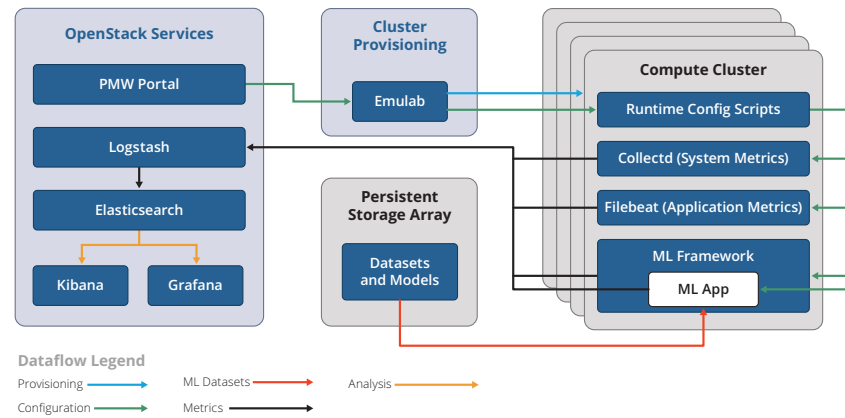 OpenStack Services
PMW Portal
Logstash
Elasticsearch
Kibana
Grafana
Cluster
Provisioning
Emulab
Persistent
Storage Array
Datasets
and Models
Compute Cluster
Runtime Config Scripts
Collectd (System Metrics)
Filebeat (Application Metrics)
ML Framework
ML App
Dataflow Legend
Provisioning
ML Datasets
Analysis
Configuration
Metrics